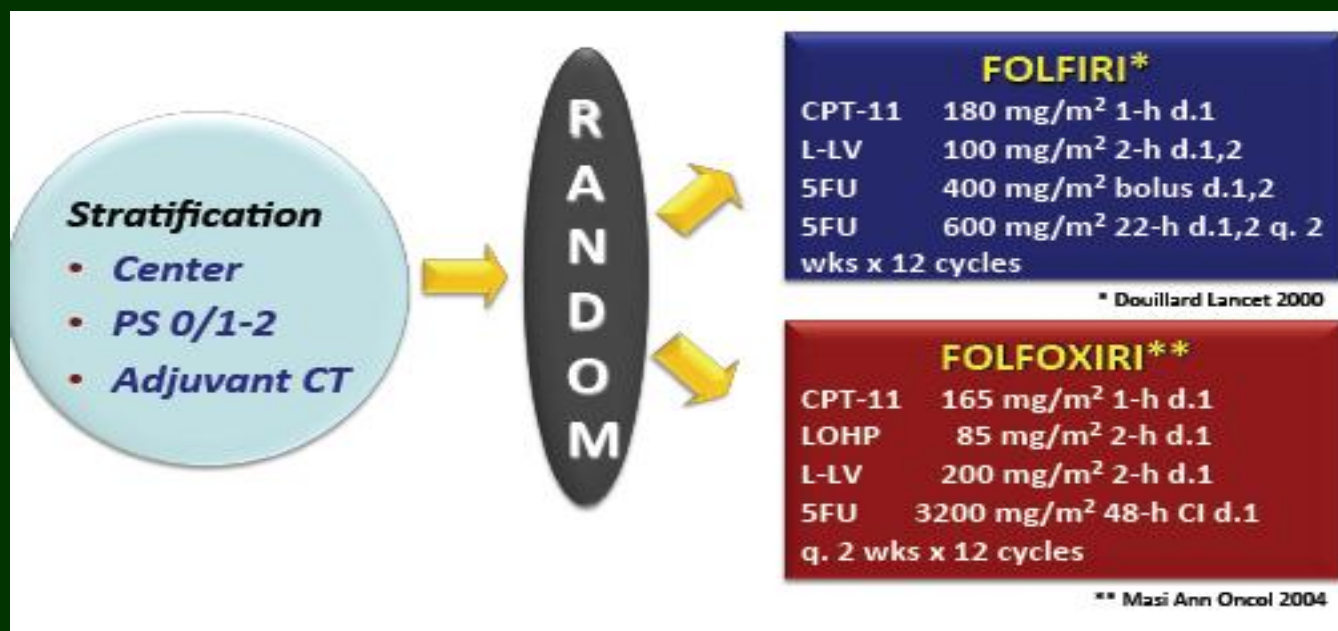 Stratification
• Center
• PS 0/1-2
• Adjuvant CT
RANDOM
FOLFIRI*
CPT-11 180 mg/m² 1-h d.1
L-LV 100 mg/m² 2-h d.1,2
5FU 400 mg/m² bolus d.1,2
5FU 600 mg/m² 22-h d.1,2 q. 2
wks x 12 cycles
* Douillard Lancet 2000
FOLFOXIRI**
CPT-11 165 mg/m² 1-h d.1
LOHP 85 mg/m² 2-h d.1
L-LV 200 mg/m² 2-h d.1
5FU 3200 mg/m² 48-h CI d.1
q. 2 wks x 12 cycles
** Masi Ann Oncol 2004